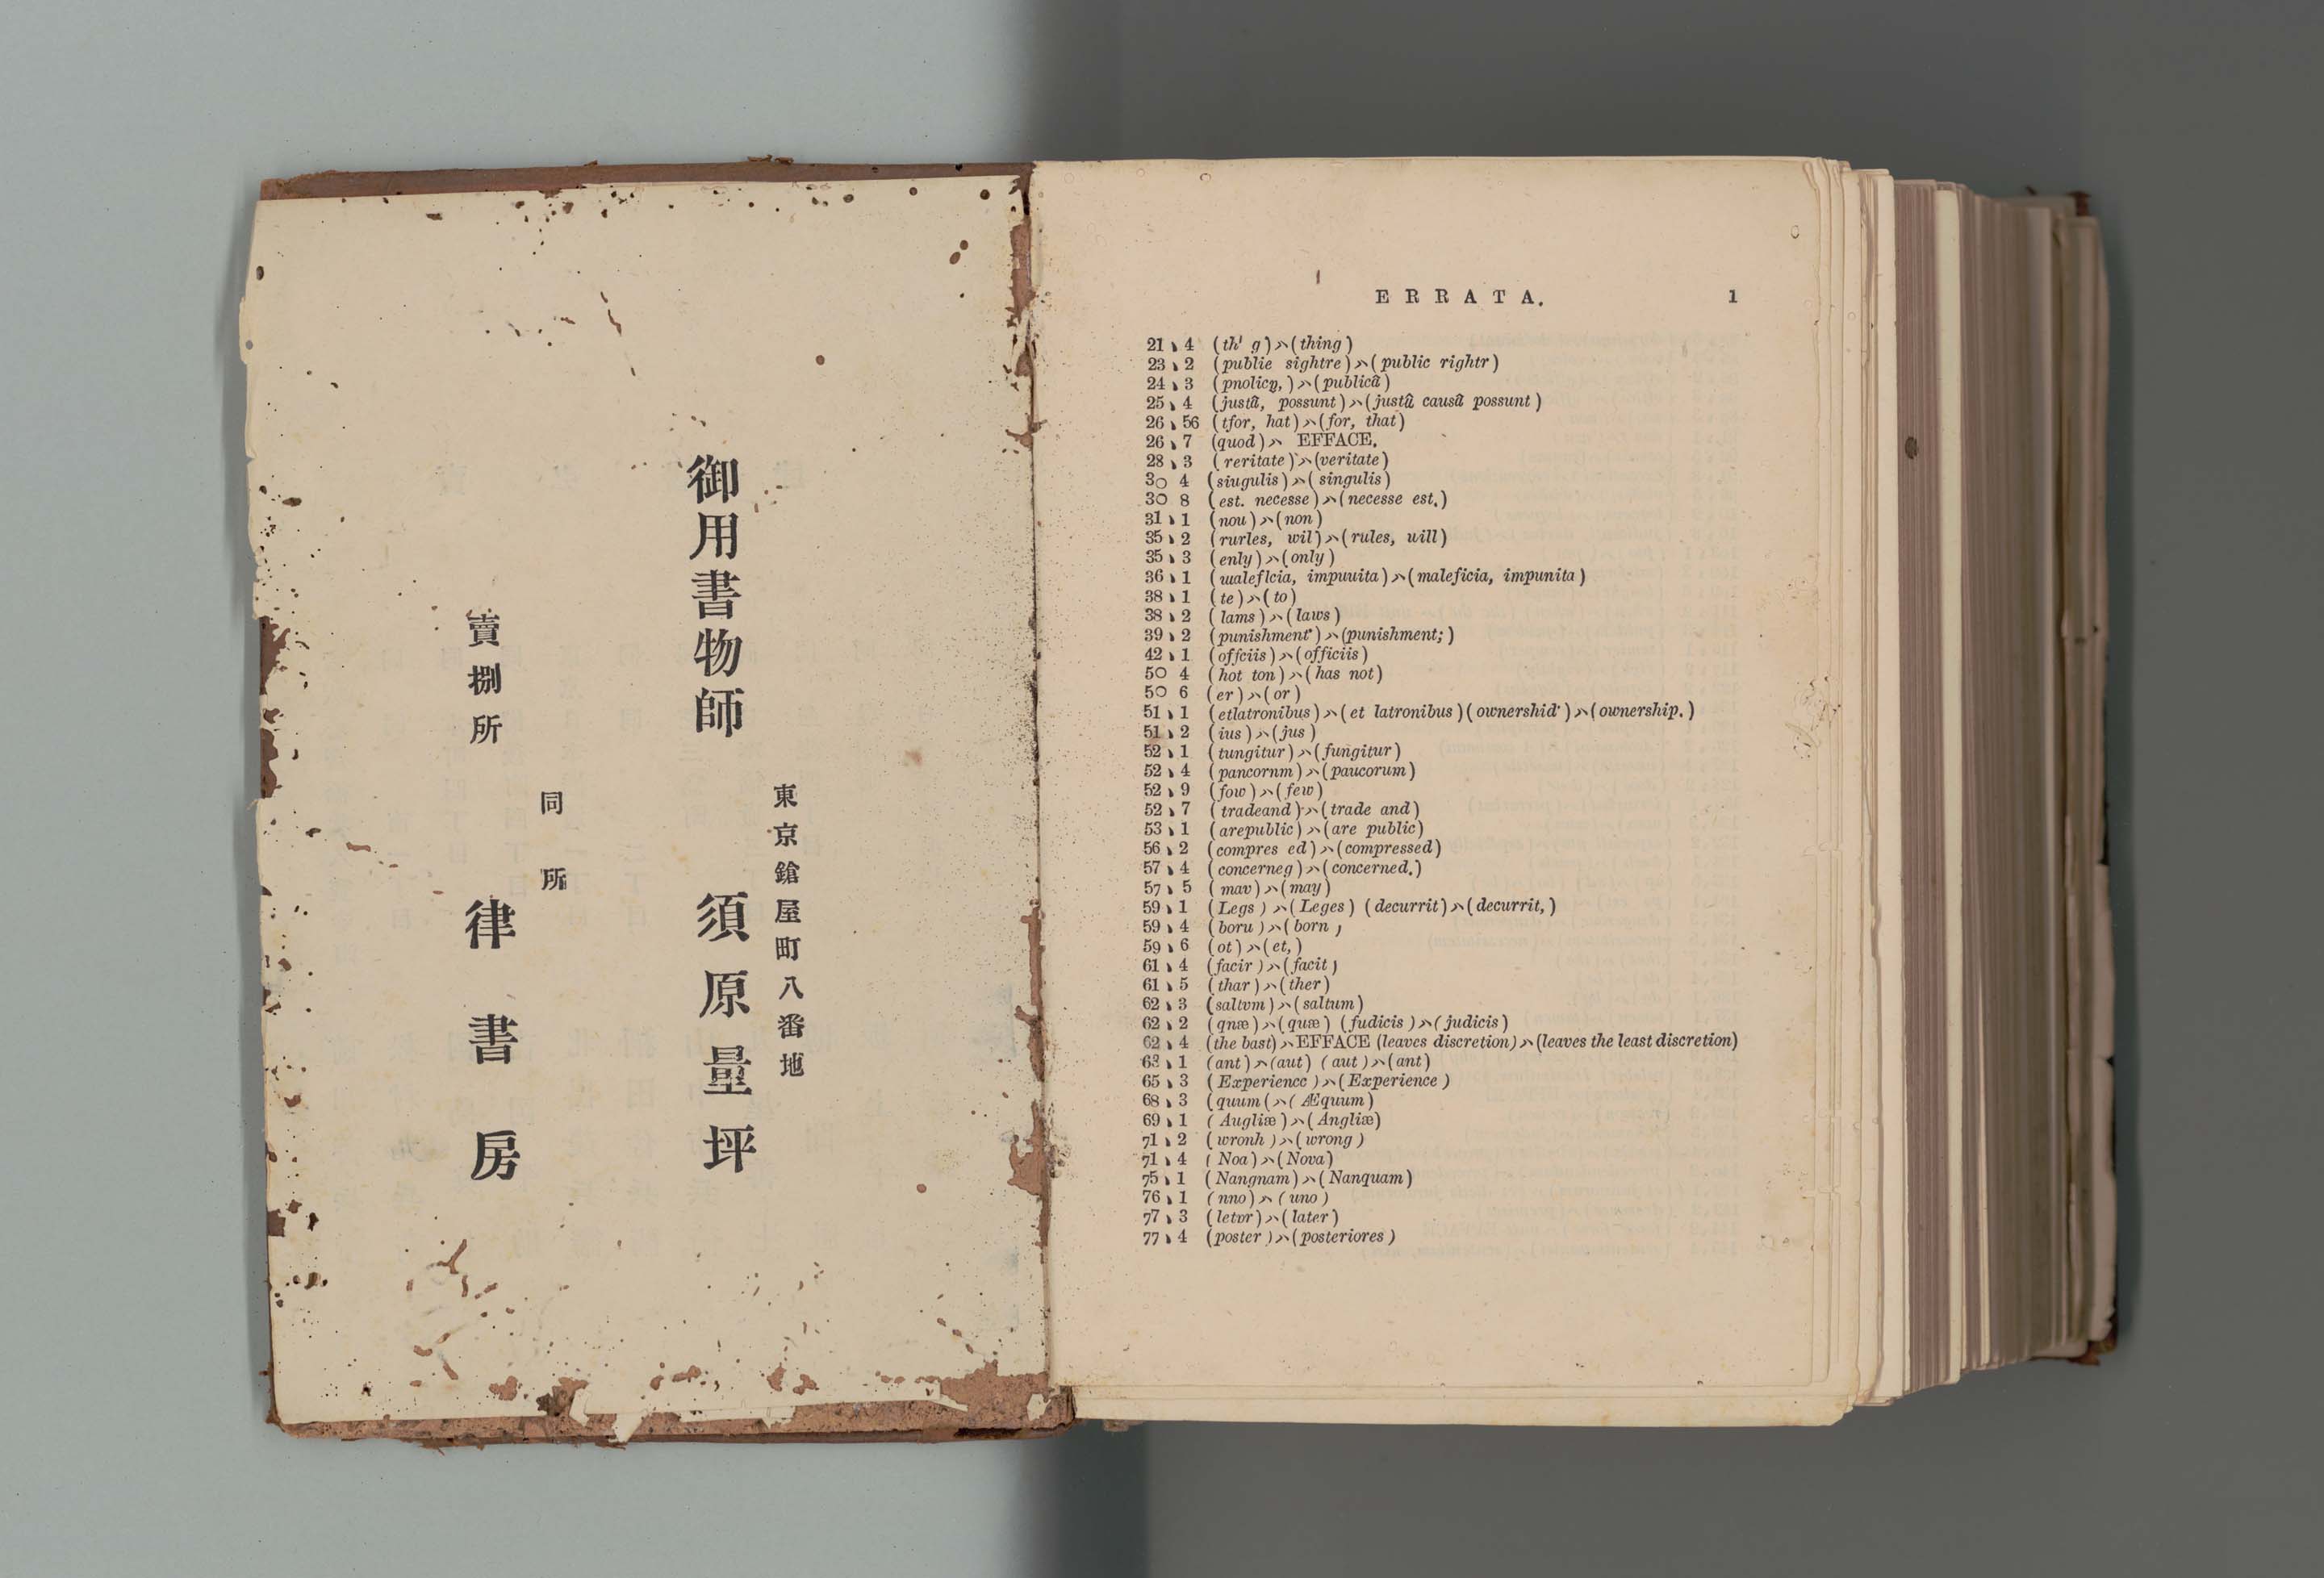 御用書物師
東京鎗屋町八番地
須原量坪
賣捌所
同所
律書房
ERRATA. 1
21、4 (th' g)ハ(thing)
23、2 (publie sightre)ハ(public rightr)
24、3 (pnolicy,)ハ(publicâ)
25、4 (justâ, possunt)ハ(justâ causâ possunt)
26、56 (tfor, hat)ハ(for, that)
26、7 (quod)ハ EFFACE.
28、3 (reritate)ハ(veritate)
3○ 4 (siugulis)ハ(singulis)
3○ 8 (est. necesse)ハ(necesse est.)
31、1 (nou)ハ(non)
35、2 (rurles, wil)ハ(rules, will)
35、3 (enly)ハ(only)
36、1 (waleflcia, impuuita)ハ(maleficia, impunita)
38、1 (te)ハ(to)
38、2 (lams)ハ(laws)
39、2 (punishment')ハ(punishment;)
42、1 (offciis)ハ(officiis)
5○ 4 (hot ton)ハ(has not)
5○ 6 (er)ハ(or)
51、1 (etlatronibus)ハ(et latronibus)(ownershid')ハ(ownership.)
51、2 (ius)ハ(jus)
52、1 (tungitur)ハ(fungitur)
52、4 (pancornm)ハ(paucorum)
52、9 (fow)ハ(few)
52、7 (tradeand)ハ(trade and)
53、1 (arepublic)ハ(are public)
56、2 (compres ed)ハ(compressed)
57、4 (concerneg)ハ(concerned.)
57、5 (mav)ハ(may)
59、1 (Legs)ハ(Leges) (decurrit)ハ(decurrit,)
59、4 (boru)ハ(born)
59、6 (ot)ハ(et,)
61、4 (facir)ハ(facit)
61、5 (thar)ハ(ther)
62、3 (saltvm)ハ(saltum)
62、2 (qnæ)ハ(quæ) (fudicis)ハ(judicis)
62、4 (the bast)ハEFFACE (leaves discretion)ハ(leaves the least discretion)
63、1 (ant)ハ(aut) (aut)ハ(ant)
65、3 (Experiencc)ハ(Experience)
68、3 (quum(ハ(Æquum)
69、1 (Augliæ)ハ(Angliæ)
71、2 (wronh)ハ(wrong)
71、4 (Noa)ハ(Nova)
75、1 (Nangnam)ハ(Nanquam)
76、1 (nno)ハ(uno)
77、3 (letvr)ハ(later)
77、4 (poster)ハ(posteriores)